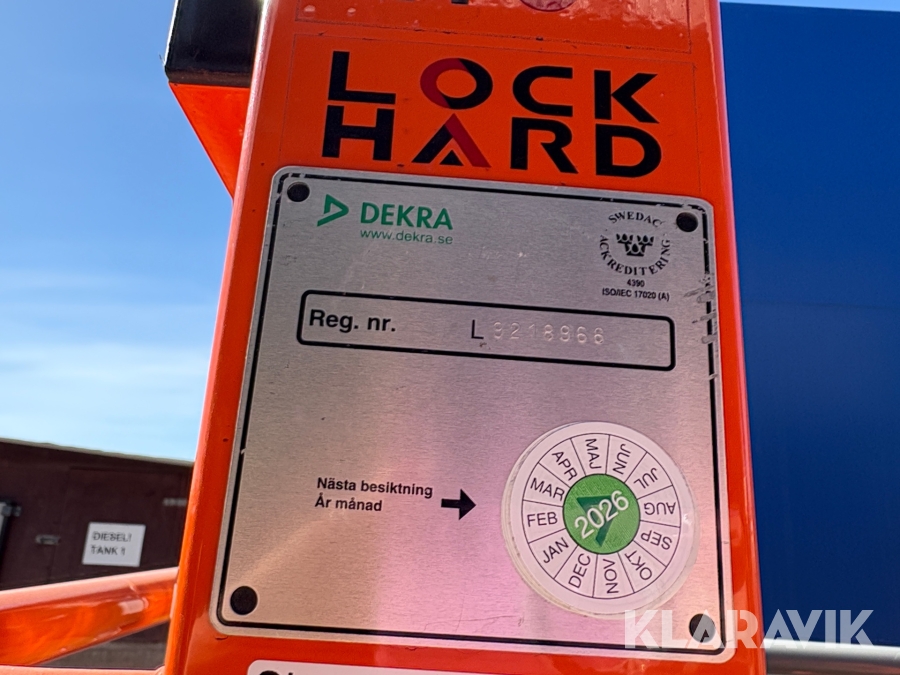 LOCK
HARD
DEKRA
www.dekra.se
SWEDAC
ACKREDITERING
4390
ISO/IEC 17020 (A)
Reg. nr. L 9218966
Nästa besiktning
År månad
JAN
FEB
MAR
APR
MAJ
JUN
JUL
AUG
SEP
OKT
NOV
DEC
2026
DIESEL!
TANK 1
KLARAVIK